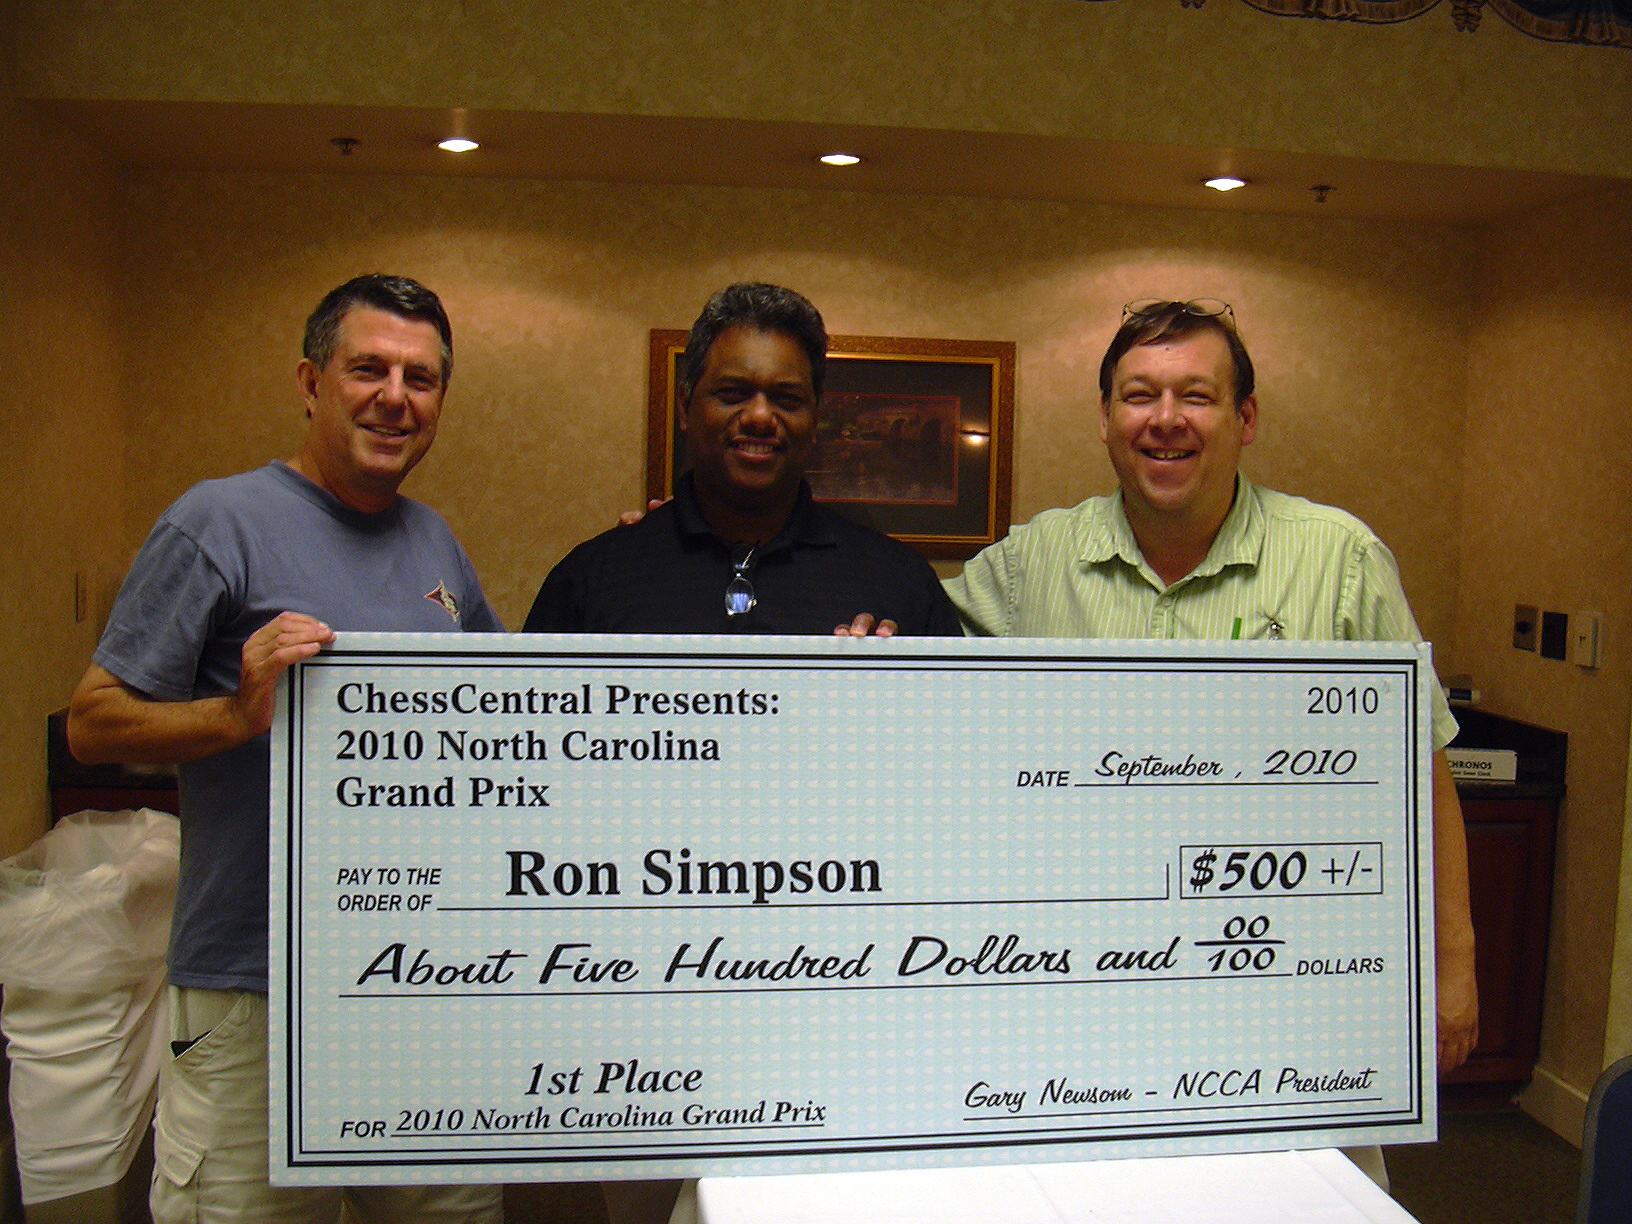 ChessCentral Presents:
2010 North Carolina
Grand Prix
2010
DATE September, 2010
PAY TO THE
ORDER OF Ron Simpson $500 +/-
About Five Hundred Dollars and 00/100 DOLLARS
1st Place
FOR 2010 North Carolina Grand Prix
Gary Newsom - NCCA President
CHRONOS